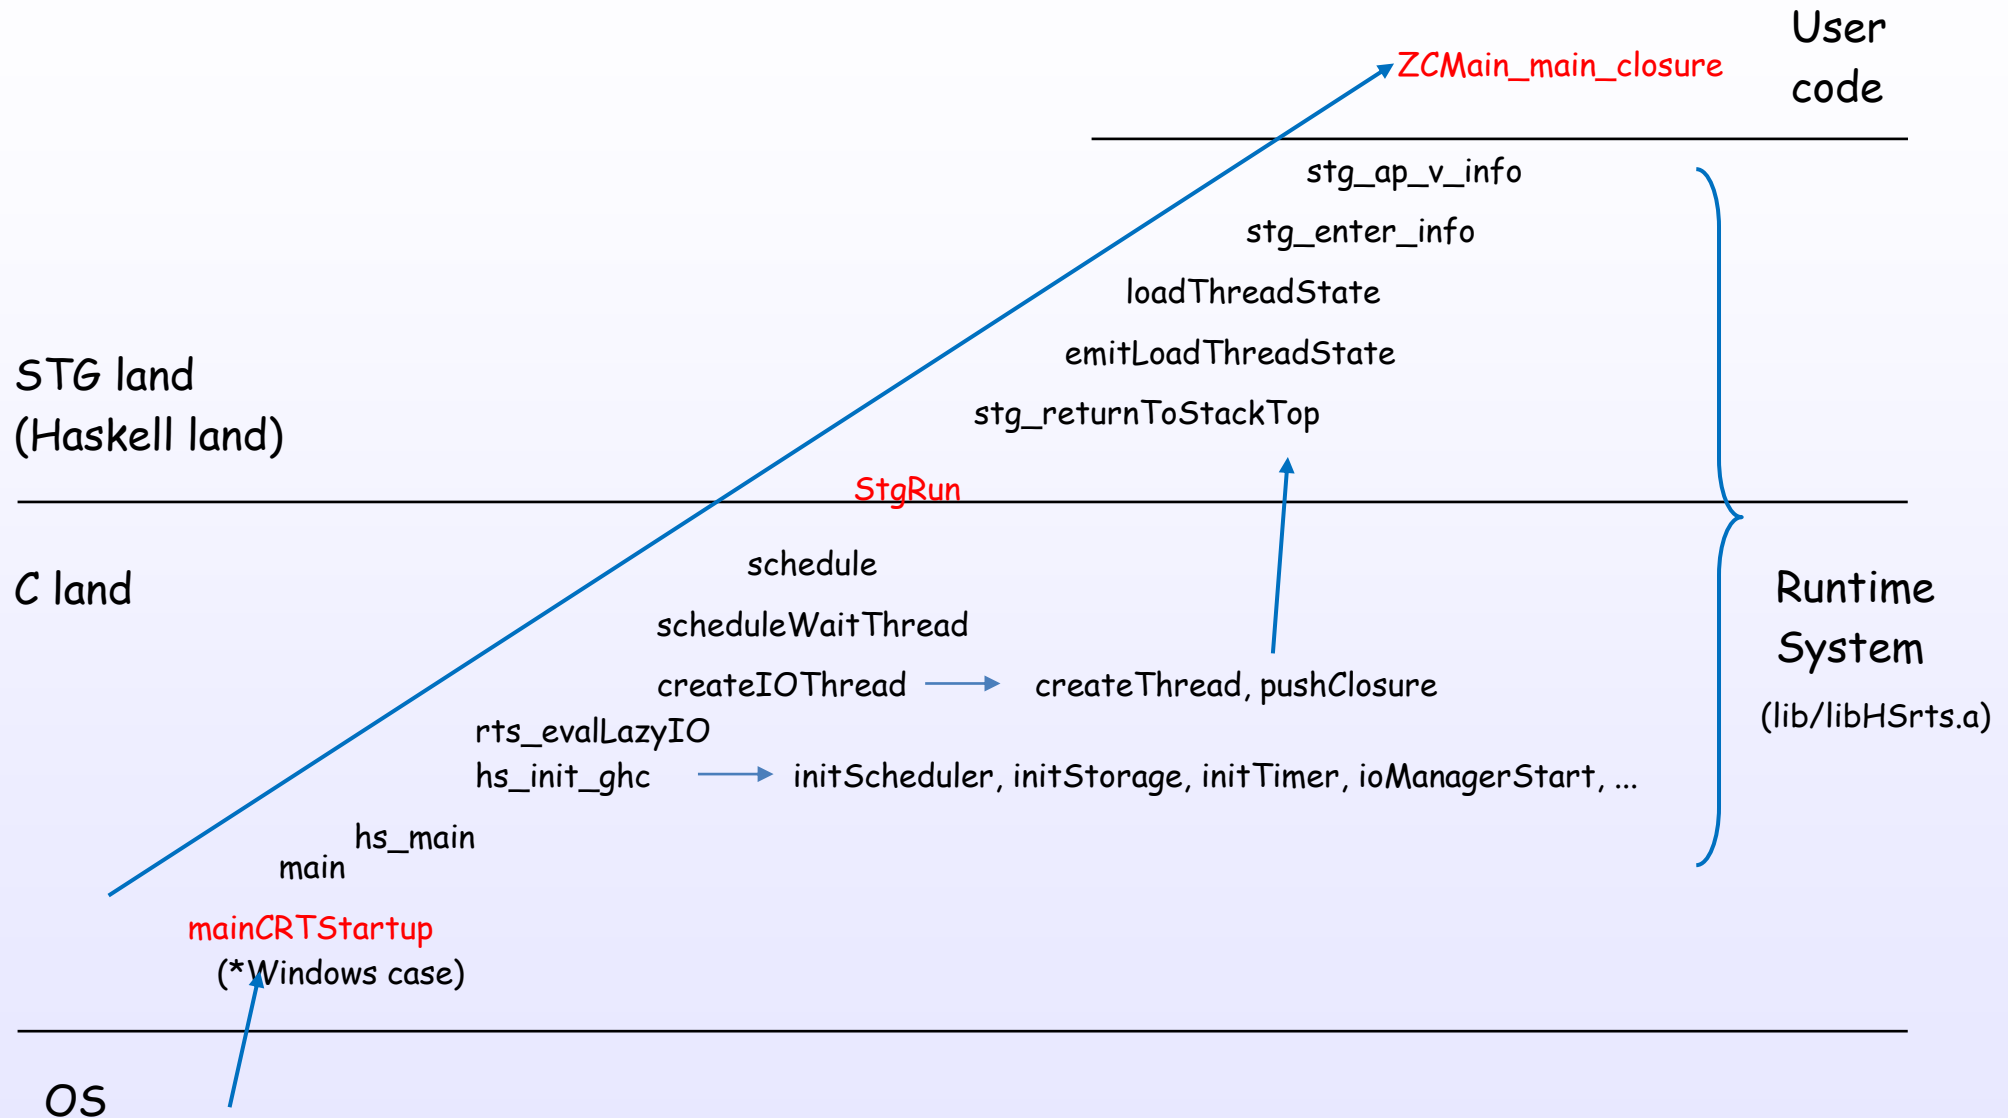 User
code
ZCMain_main_closure
stg_ap_v_info
stg_enter_info
loadThreadState
emitLoadThreadState
stg_returnToStackTop
STG land
(Haskell land)
StgRun
C land
schedule
scheduleWaitThread
createIOThread
createThread, pushClosure
rts_evalLazyIO
hs_init_ghc
initScheduler, initStorage, initTimer, ioManagerStart, ...
Runtime
System
(lib/libHSrts.a)
hs_main
main
mainCRTStartup
(*Windows case)
OS